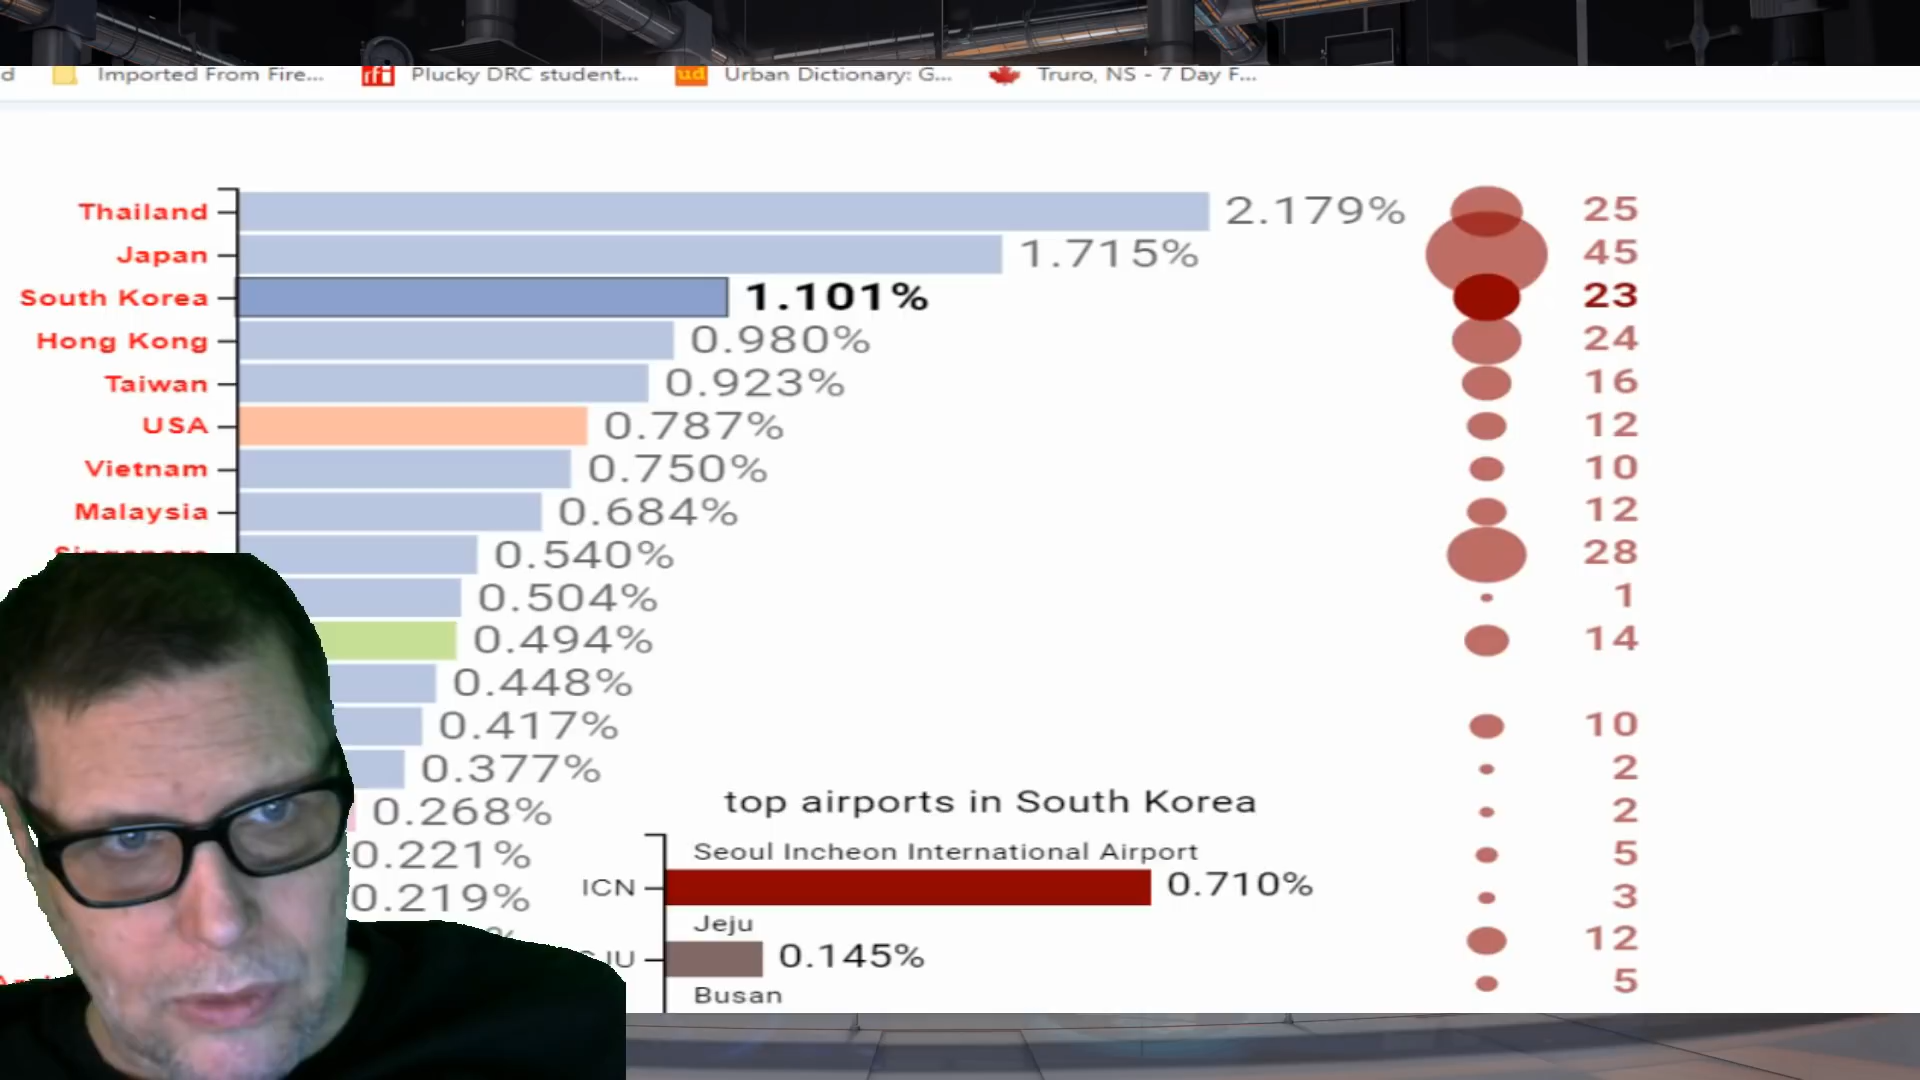 d Imported From Fire... rfi Plucky DRC student... ud Urban Dictionary: G... Truro, NS - 7 Day F...
Thailand 2.179% 25
Japan 1.715% 45
South Korea 1.101% 23
Hong Kong 0.980% 24
Taiwan 0.923% 16
USA 0.787% 12
Vietnam 0.750% 10
Malaysia 0.684% 12
Singapore 0.540% 28
0.504% 1
0.494% 14
0.448%
0.417% 10
0.377% 2
0.268% 2
0.221% 5
0.219% 3
12
5
top airports in South Korea
Seoul Incheon International Airport
ICN 0.710%
Jeju
JU 0.145%
Busan